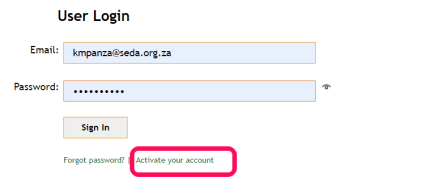 User Login
Email: kmpanza@seda.org.za
Password: ••••••••••
Sign In
Forgot password? | Activate your account